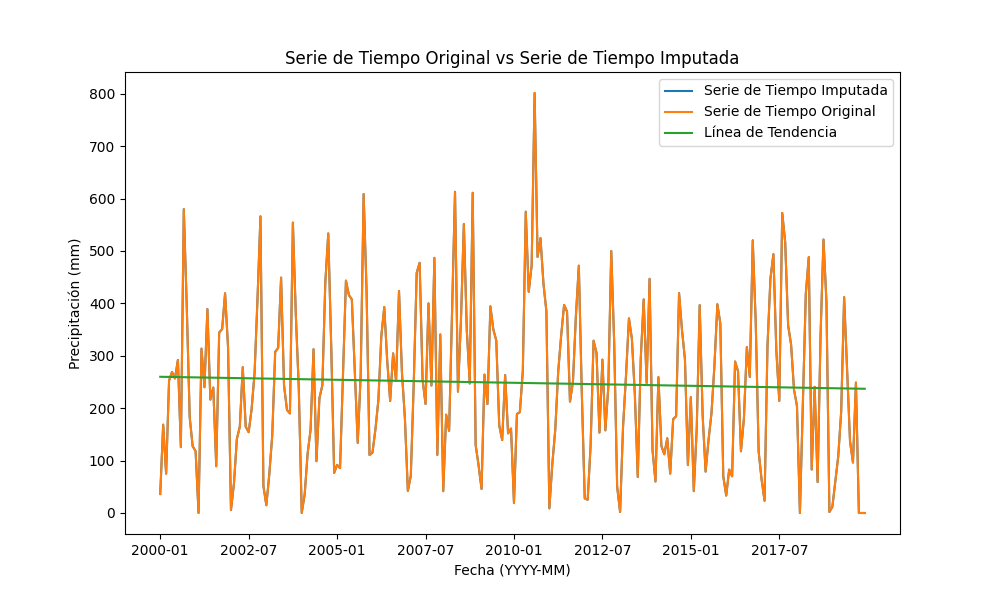 Serie de Tiempo Original vs Serie de Tiempo Imputada
Serie de Tiempo Imputada
Serie de Tiempo Original
Línea de Tendencia
Precipitación (mm)
800
700
600
500
400
300
200
100
0
2000-01 2002-07 2005-01 2007-07 2010-01 2012-07 2015-01 2017-07
Fecha (YYYY-MM)